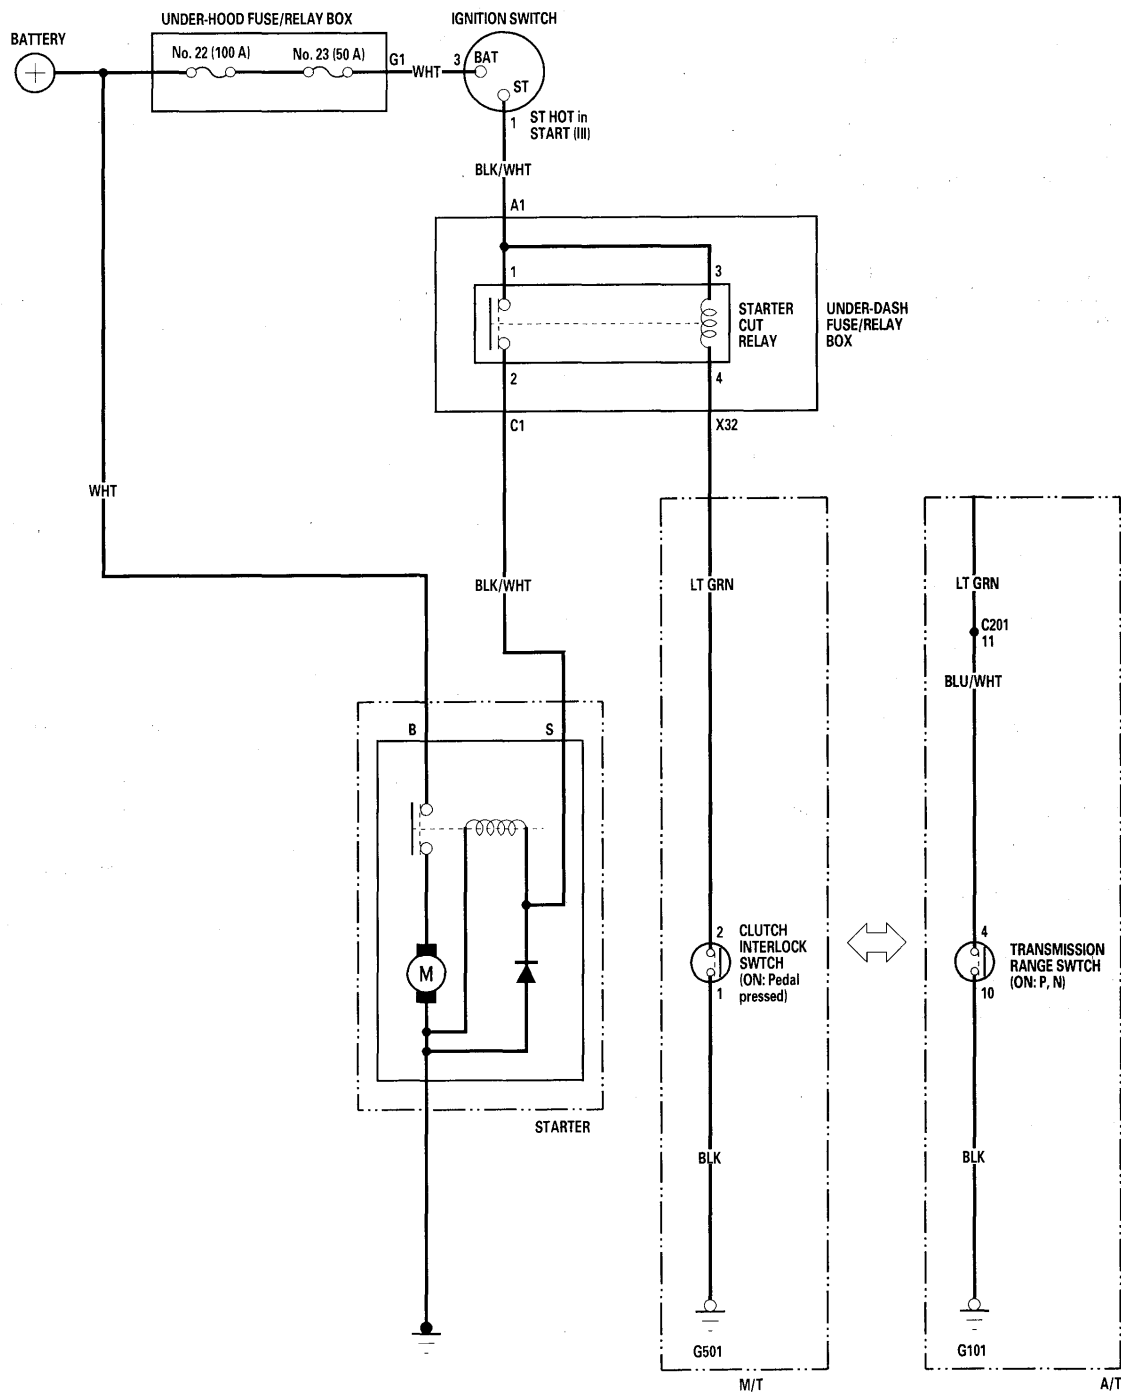 UNDER-HOOD FUSE/RELAY BOX
IGNITION SWITCH
BATTERY
No. 22 (100 A)
No. 23 (50 A)
G1
WHT
3
BAT
ST
1
ST HOT in
START (III)
BLK/WHT
A1
1
3
STARTER
CUT
RELAY
UNDER-DASH
FUSE/RELAY
BOX
2
4
C1
X32
WHT
BLK/WHT
LT GRN
LT GRN
C201
11
BLU/WHT
B
S
M
STARTER
2
CLUTCH
INTERLOCK
SWTCH
(ON: Pedal
pressed)
1
4
TRANSMISSION
RANGE SWTCH
(ON: P, N)
10
BLK
BLK
G501
G101
M/T
A/T